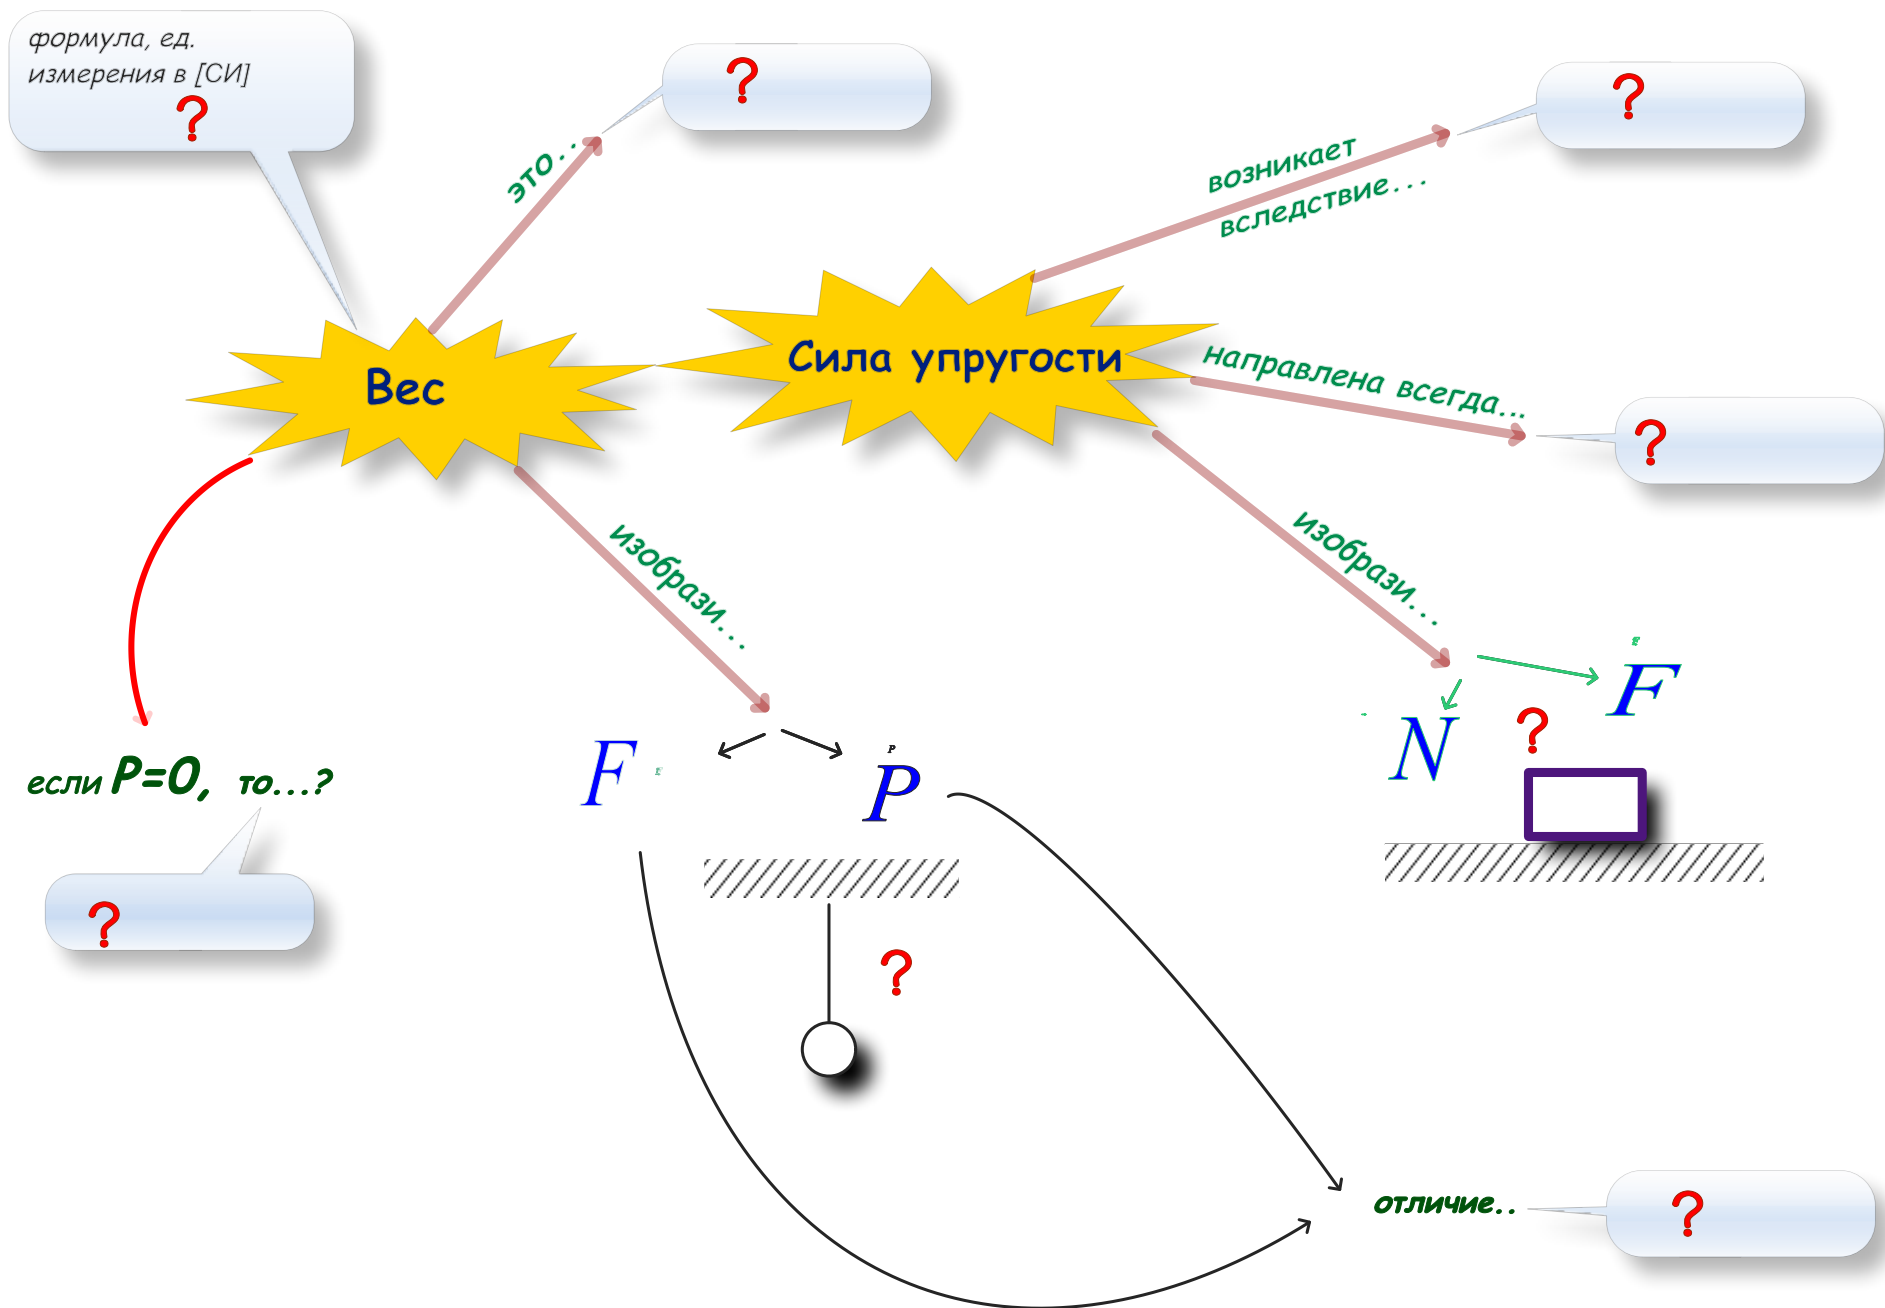 формула, ед.
измерения в [СИ]
?
?
?
это..
возникает
вследствие...
Сила упругости
направлена всегда...
Вес
?
изобрази...
изобрази...
F
N
?
F
P
P
если P=0, то...?
?
?
отличие..
?